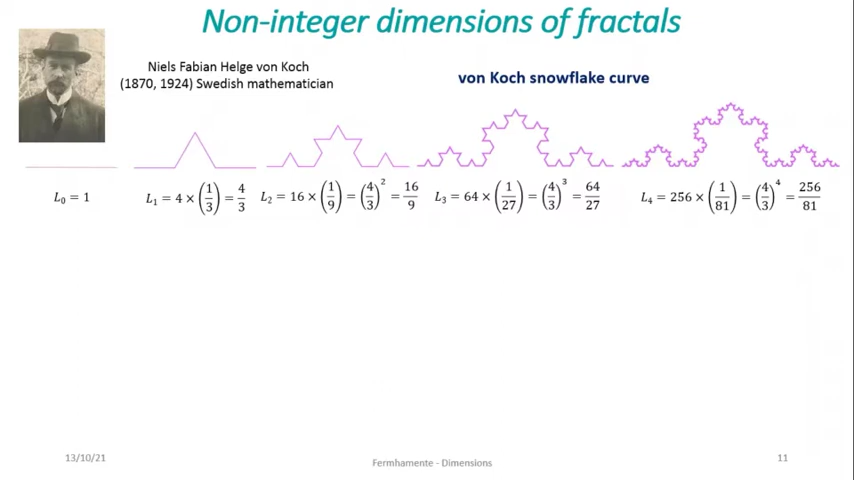 Non-integer dimensions of fractals
Niels Fabian Helge von Koch
(1870, 1924) Swedish mathematician
von Koch snowflake curve
L₀ = 1
L₁ = 4 × (1/3) = 4/3
L₂ = 16 × (1/9) = (4/3)² = 16/9
L₃ = 64 × (1/27) = (4/3)³ = 64/27
L₄ = 256 × (1/81) = (4/3)⁴ = 256/81
13/10/21
Fermhamente - Dimensions
11